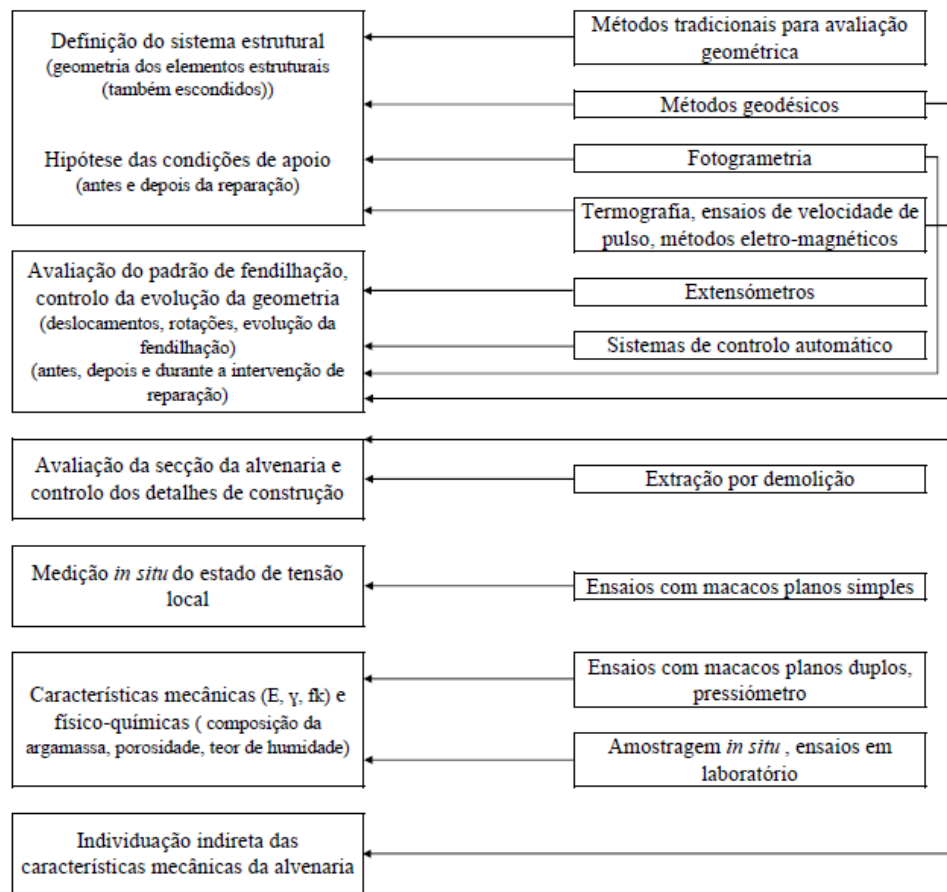 Definição do sistema estrutural
(geometria dos elementos estruturais
(também escondidos))
Hipótese das condições de apoio
(antes e depois da reparação)
Métodos tradicionais para avaliação
geométrica
Métodos geodésicos
Fotogrametria
Termografía, ensaios de velocidade de
pulso, métodos eletro-magnéticos
Avaliação do padrão de fendilhação,
controlo da evolução da geometria
(deslocamentos, rotações, evolução da
fendilhação)
(antes, depois e durante a intervenção de
reparação)
Extensómetros
Sistemas de controlo automático
Avaliação da secção da alvenaria e
controlo dos detalhes de construção
Extração por demolição
Medição in situ do estado de tensão
local
Ensaios com macacos planos simples
Características mecânicas (E, ɣ, fk) e
físico-químicas ( composição da
argamassa, porosidade, teor de humidade)
Ensaios com macacos planos duplos,
pressiómetro
Amostragem in situ , ensaios em
laboratório
Individuação indireta das
características mecânicas da alvenaria